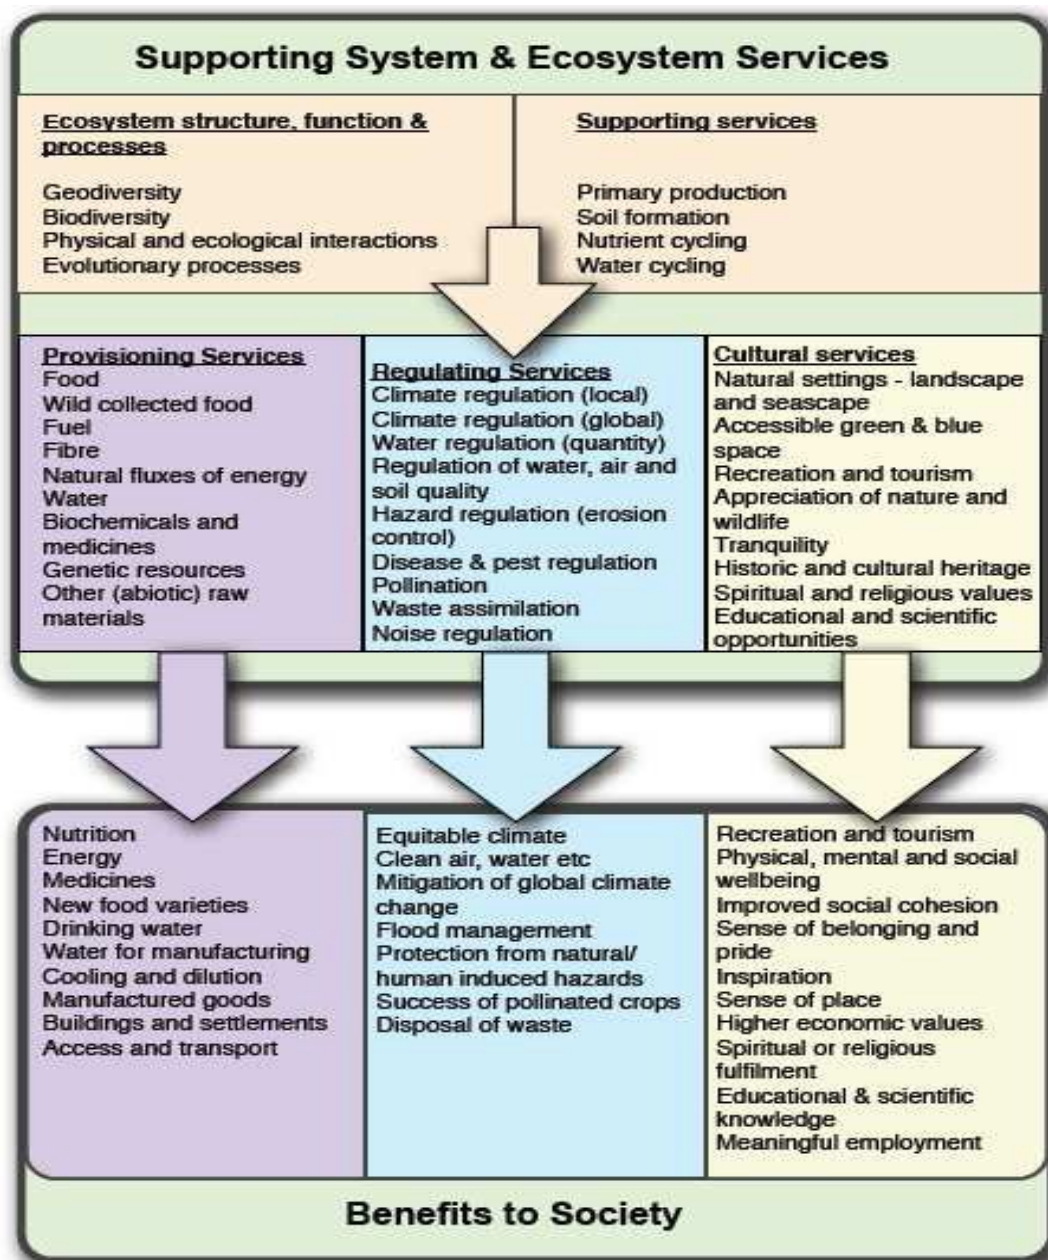 Supporting System & Ecosystem Services
Ecosystem structure, function &
processes
Geodiversity
Biodiversity
Physical and ecological interactions
Evolutionary processes
Supporting services
Primary production
Soil formation
Nutrient cycling
Water cycling
Provisioning Services
Food
Wild collected food
Fuel
Fibre
Natural fluxes of energy
Water
Biochemicals and
medicines
Genetic resources
Other (abiotic) raw
materials
Regulating Services
Climate regulation (local)
Climate regulation (global)
Water regulation (quantity)
Regulation of water, air and
soil quality
Hazard regulation (erosion
control)
Disease & pest regulation
Pollination
Waste assimilation
Noise regulation
Cultural services
Natural settings - landscape
and seascape
Accessible green & blue
space
Recreation and tourism
Appreciation of nature and
wildlife
Tranquility
Historic and cultural heritage
Spiritual and religious values
Educational and scientific
opportunities
Nutrition
Energy
Medicines
New food varieties
Drinking water
Water for manufacturing
Cooling and dilution
Manufactured goods
Buildings and settlements
Access and transport
Equitable climate
Clean air, water etc
Mitigation of global climate
change
Flood management
Protection from natural/
human induced hazards
Success of pollinated crops
Disposal of waste
Recreation and tourism
Physical, mental and social
wellbeing
Improved social cohesion
Sense of belonging and
pride
Inspiration
Sense of place
Higher economic values
Spiritual or religious
fulfilment
Educational & scientific
knowledge
Meaningful employment
Benefits to Society